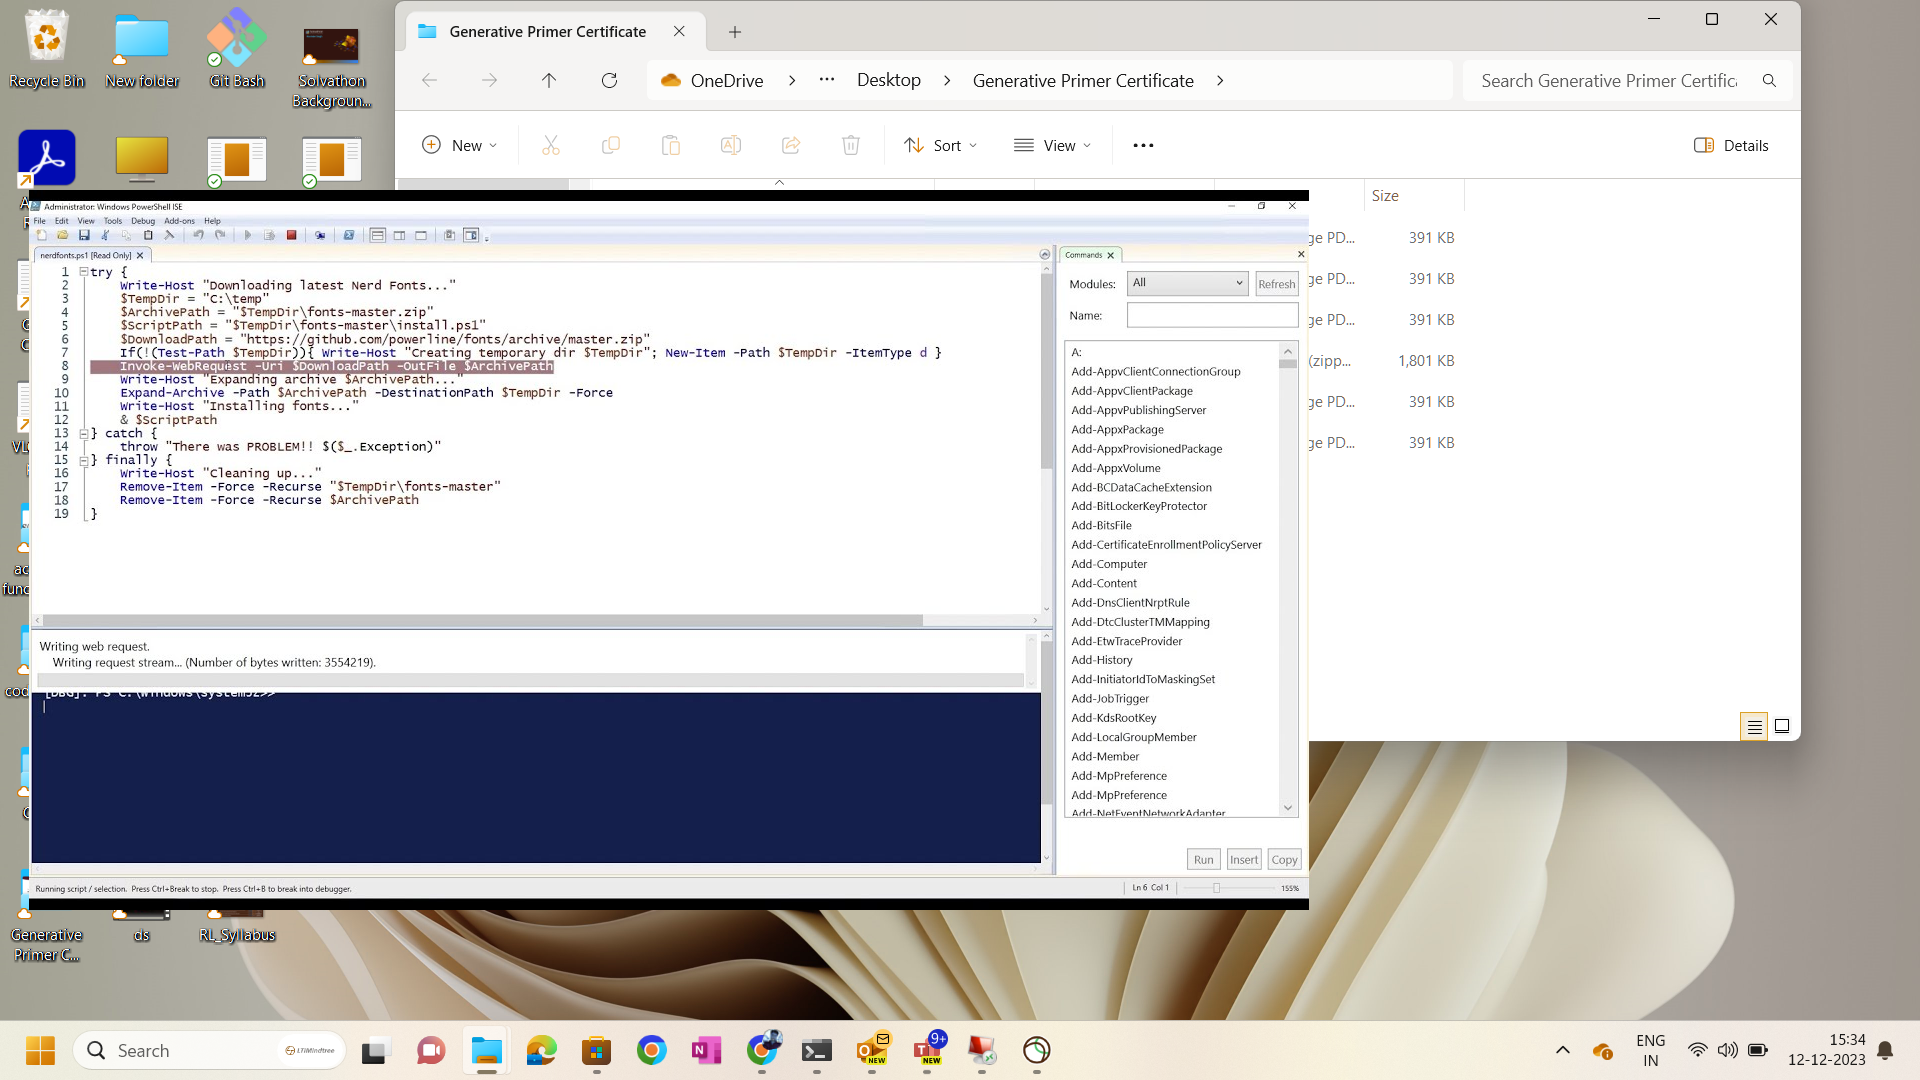 Recycle Bin
New folder
Git Bash
Solvathon
Backgroun...
Generative Primer Certificate
OneDrive
Desktop
Generative Primer Certificate
Search Generative Primer Certific
New
Sort
View
Details
Size
ge PD...
391 KB
ge PD...
391 KB
ge PD...
391 KB
(zipp...
1,801 KB
ge PD...
391 KB
ge PD...
391 KB
Administrator: Windows PowerShell ISE
File Edit View Tools Debug Add-ons Help
nerdfonts.ps1 [Read Only]
1 try {
2 Write-Host "Downloading latest Nerd Fonts..."
3 $TempDir = "C:\temp"
4 $ArchivePath = "$TempDir\fonts-master.zip"
5 $ScriptPath = "$TempDir\fonts-master\install.ps1"
6 $DownloadPath = "https://github.com/powerline/fonts/archive/master.zip"
7 If(!(Test-Path $TempDir)){ Write-Host "Creating temporary dir $TempDir"; New-Item -Path $TempDir -ItemType d }
8 Invoke-WebRequest -Uri $DownloadPath -OutFile $ArchivePath
9 Write-Host "Expanding archive $ArchivePath..."
10 Expand-Archive -Path $ArchivePath -DestinationPath $TempDir -Force
11 Write-Host "Installing fonts..."
12 & $ScriptPath
13 } catch {
14 throw "There was PROBLEM!! $($_.Exception)"
15 } finally {
16 Write-Host "Cleaning up..."
17 Remove-Item -Force -Recurse "$TempDir\fonts-master"
18 Remove-Item -Force -Recurse $ArchivePath
19 }
Writing web request.
Writing request stream... (Number of bytes written: 3554219).
[DBG]: PS C:\Windows\system32>>
Running script / selection. Press Ctrl+Break to stop. Press Ctrl+B to break into debugger.
Ln 6 Col 1
155%
Commands
Modules:
All
Refresh
Name:
A:
Add-AppvClientConnectionGroup
Add-AppvClientPackage
Add-AppvPublishingServer
Add-AppxPackage
Add-AppxProvisionedPackage
Add-AppxVolume
Add-BCDataCacheExtension
Add-BitLockerKeyProtector
Add-BitsFile
Add-CertificateEnrollmentPolicyServer
Add-Computer
Add-Content
Add-DnsClientNrptRule
Add-DtcClusterTMMapping
Add-EtwTraceProvider
Add-History
Add-InitiatorIdToMaskingSet
Add-JobTrigger
Add-KdsRootKey
Add-LocalGroupMember
Add-Member
Add-MpPreference
Add-MpPreference
Add-NetEventNetworkAdapter
Run
Insert
Copy
Generative
Primer C...
ds
RL_Syllabus
Search
LTIMindtree
NEW
9+
NEW
ENG
IN
15:34
12-12-2023